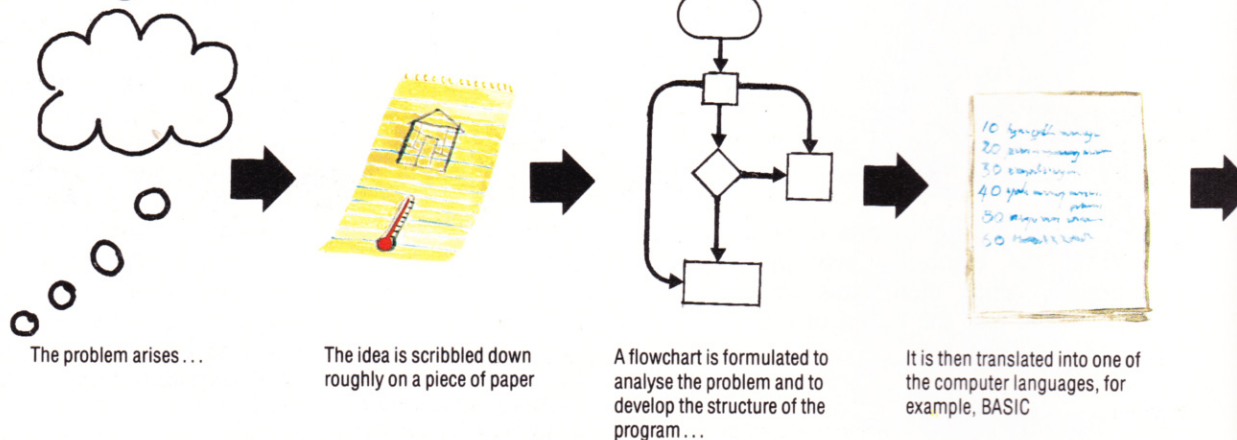 The problem arises...
The idea is scribbled down
roughly on a piece of paper
A flowchart is formulated to
analyse the problem and to
develop the structure of the
program...
It is then translated into one of
the computer languages, for
example, BASIC
10
20
30
40
50